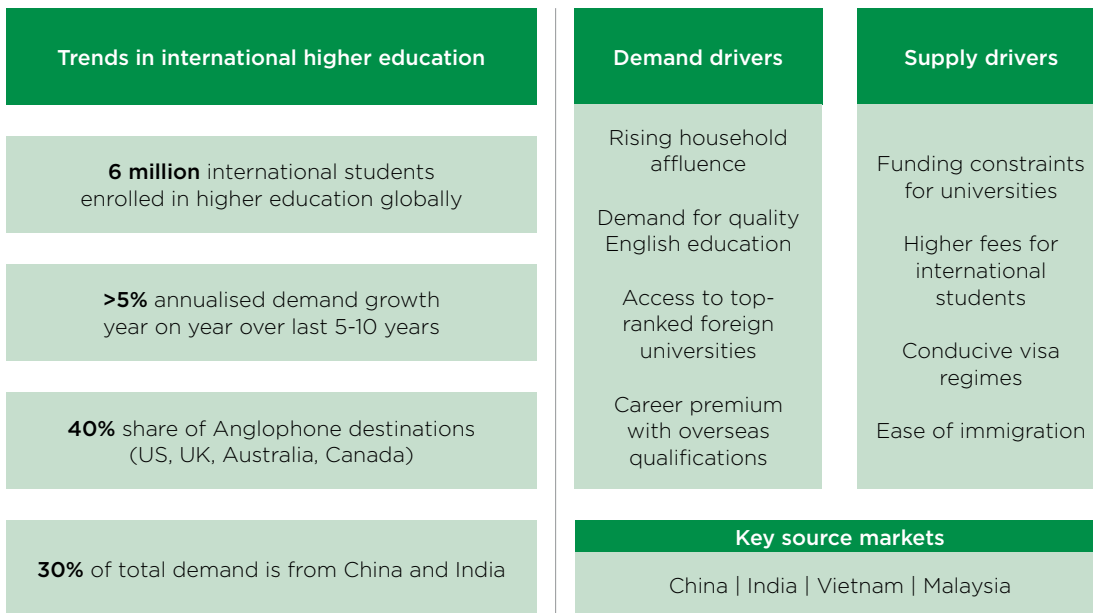 Trends in international higher education
6 million international students
enrolled in higher education globally
>5% annualised demand growth
year on year over last 5-10 years
40% share of Anglophone destinations
(US, UK, Australia, Canada)
30% of total demand is from China and India
Demand drivers
Rising household
affluence
Demand for quality
English education
Access to top-
ranked foreign
universities
Career premium
with overseas
qualifications
Supply drivers
Funding constraints
for universities
Higher fees for
international
students
Conducive visa
regimes
Ease of immigration
Key source markets
China | India | Vietnam | Malaysia